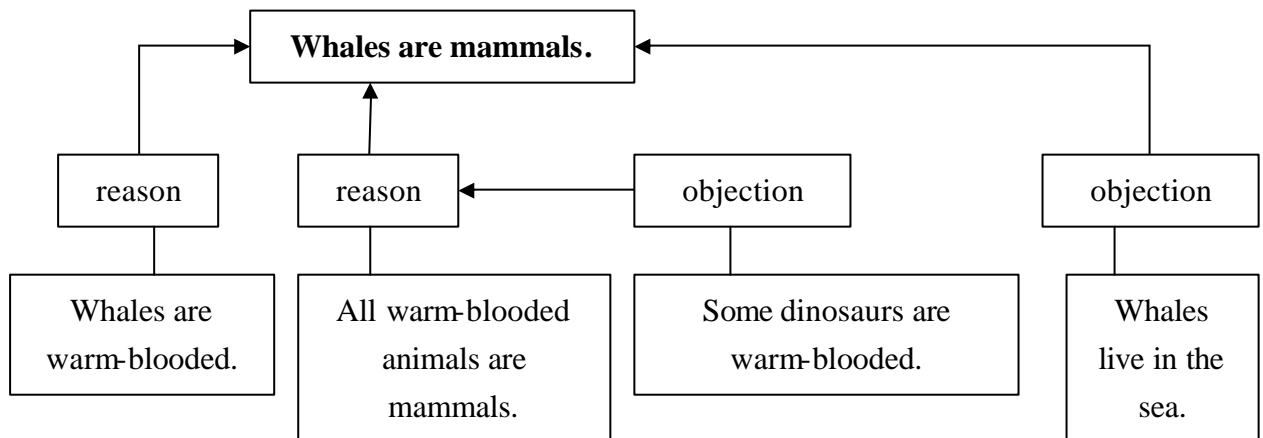 Whales are mammals.
reason
reason
objection
objection
Whales are
warm-blooded.
All warm-blooded
animals are
mammals.
Some dinosaurs are
warm-blooded.
Whales
live in the
sea.